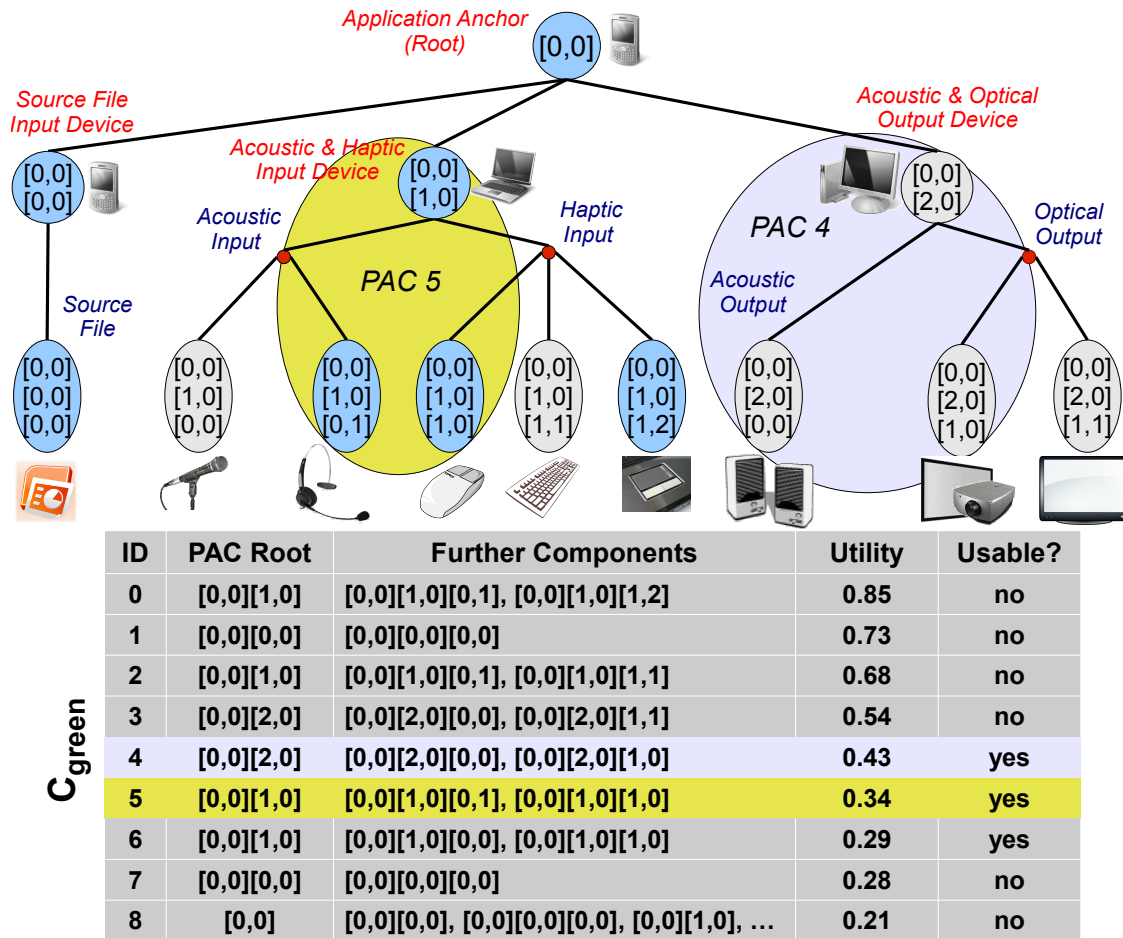 Application Anchor
(Root)
[0,0]
Source File
Input Device
[0,0]
[0,0]
Acoustic & Haptic
Input Device
[0,0]
[1,0]
Acoustic & Optical
Output Device
[0,0]
[2,0]
Acoustic
Input
Haptic
Input
PAC 4
Optical
Output
PAC 5
Source
File
Acoustic
Output
[0,0]
[0,0]
[0,0]
[0,0]
[1,0]
[0,0]
[0,0]
[1,0]
[0,1]
[0,0]
[1,0]
[1,0]
[0,0]
[1,0]
[1,1]
[0,0]
[1,0]
[1,2]
[0,0]
[2,0]
[0,0]
[0,0]
[2,0]
[1,0]
[0,0]
[2,0]
[1,1]
Cgreen
ID PAC Root Further Components Utility Usable?
0 [0,0][1,0] [0,0][1,0][0,1], [0,0][1,0][1,2] 0.85 no
1 [0,0][0,0] [0,0][0,0][0,0] 0.73 no
2 [0,0][1,0] [0,0][1,0][0,1], [0,0][1,0][1,1] 0.68 no
3 [0,0][2,0] [0,0][2,0][0,0], [0,0][2,0][1,1] 0.54 no
4 [0,0][2,0] [0,0][2,0][0,0], [0,0][2,0][1,0] 0.43 yes
5 [0,0][1,0] [0,0][1,0][0,1], [0,0][1,0][1,0] 0.34 yes
6 [0,0][1,0] [0,0][1,0][0,0], [0,0][1,0][1,0] 0.29 yes
7 [0,0][0,0] [0,0][0,0][0,0] 0.28 no
8 [0,0] [0,0][0,0], [0,0][0,0][0,0], [0,0][1,0], … 0.21 no